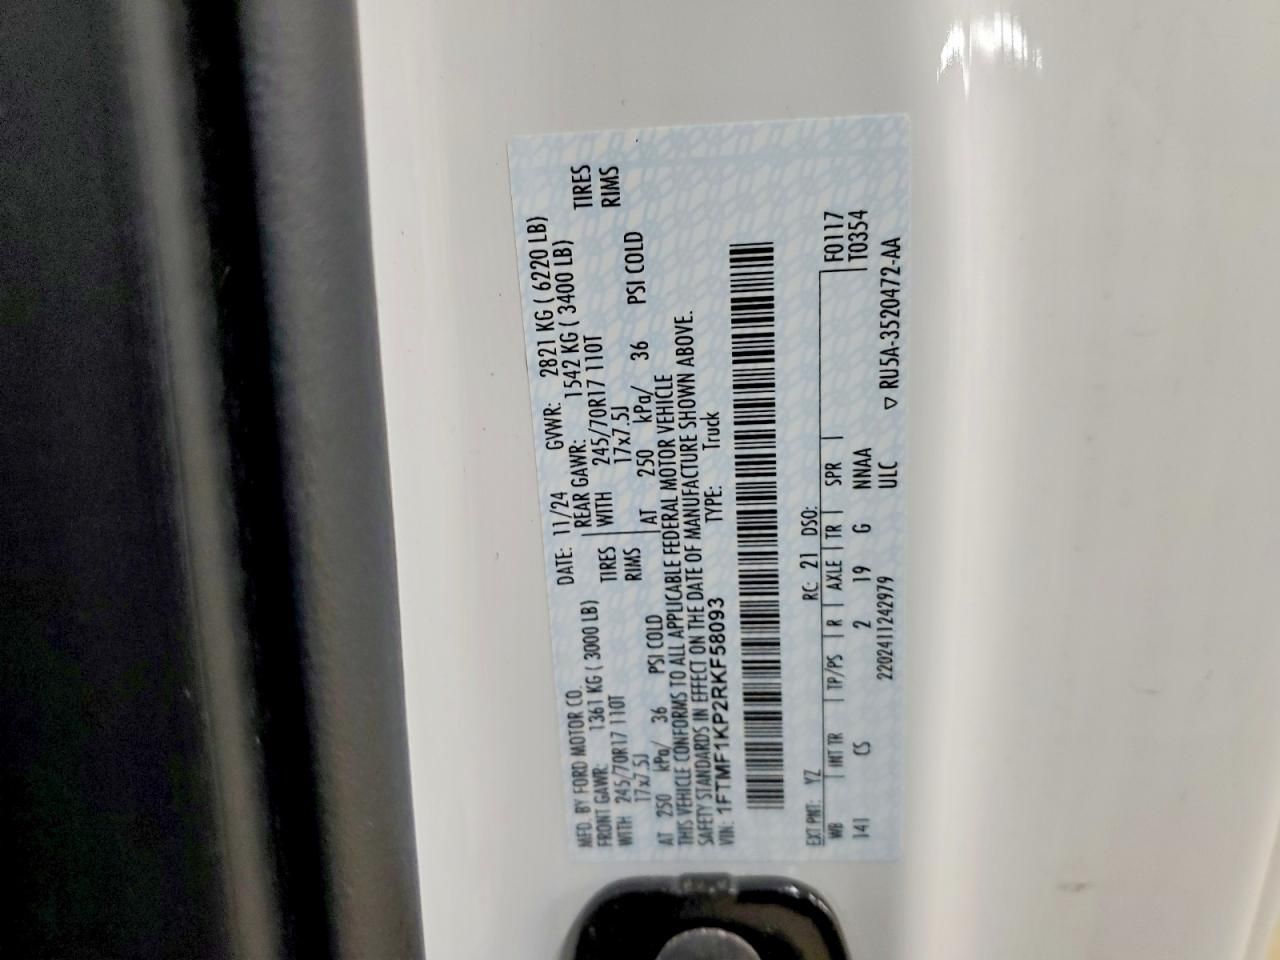 MFD. BY FORD MOTOR CO.
DATE: 11/24 GVWR: 2821 KG ( 6220 LB)
FRONT GAWR: 1361 KG ( 3000 LB) REAR GAWR: 1542 KG ( 3400 LB)
WITH 245/70R17 110T TIRES WITH 245/70R17 110T TIRES
17x7.5J RIMS 17x7.5J RIMS
AT 250 kPa/ 36 PSI COLD AT 250 kPa/ 36 PSI COLD
THIS VEHICLE CONFORMS TO ALL APPLICABLE FEDERAL MOTOR VEHICLE
SAFETY STANDARDS IN EFFECT ON THE DATE OF MANUFACTURE SHOWN ABOVE.
VIN: 1FTMF1KP2RKF58093 TYPE: Truck
EXT PNT: YZ RC: 21 DSO: F0117
WB INT TR TP/PS R AXLE TR SPR T0354
141 CS 2 19 G NNAA
2202411242979 ULC ▽ RU5A-3520472-AA